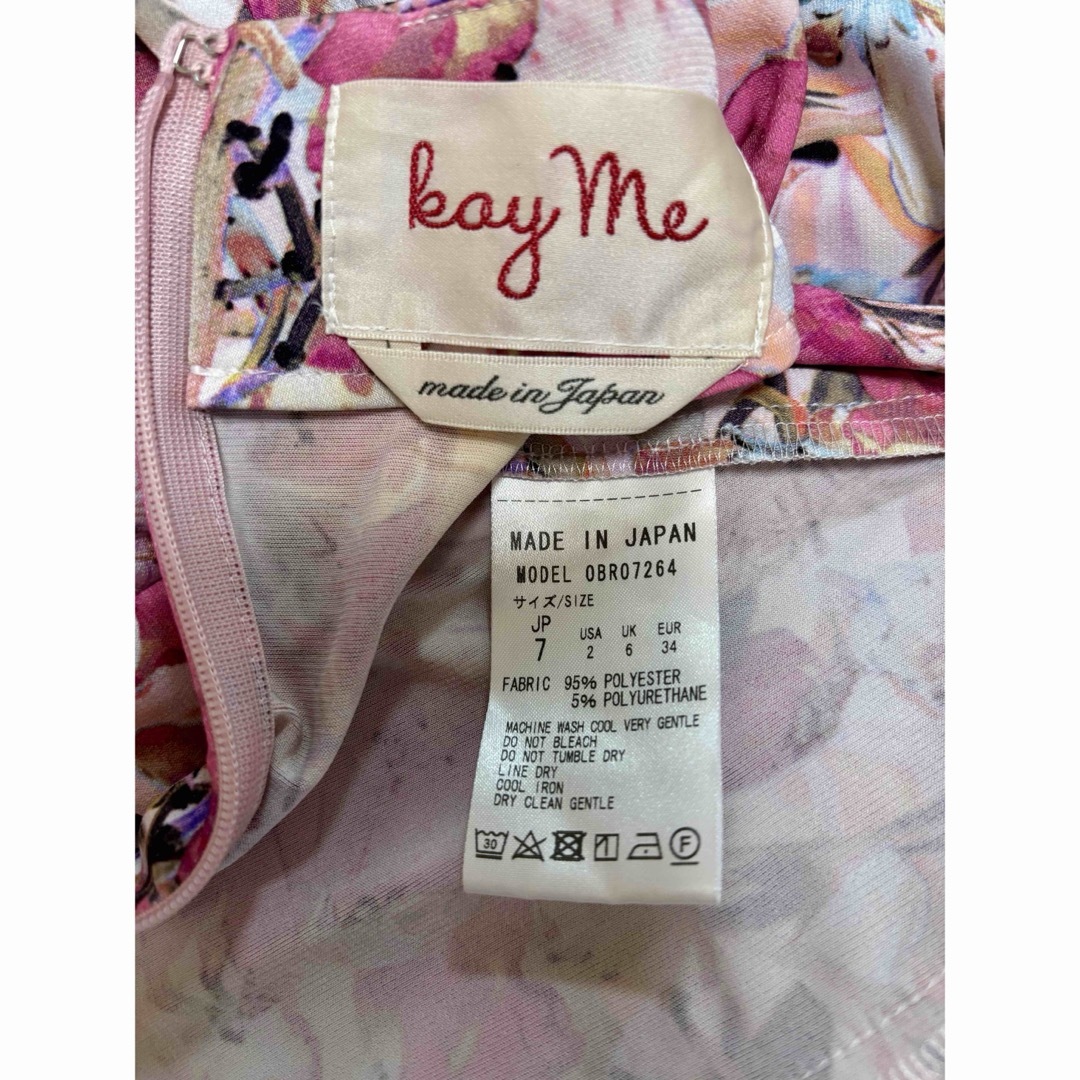 kay me
made in Japan
MADE IN JAPAN
MODEL 0BR07264
サイズ/SIZE
JP USA UK EUR
7 2 6 34
FABRIC 95% POLYESTER
5% POLYURETHANE
MACHINE WASH COOL VERY GENTLE
DO NOT BLEACH
DO NOT TUMBLE DRY
LINE DRY
COOL IRON
DRY CLEAN GENTLE
30 F